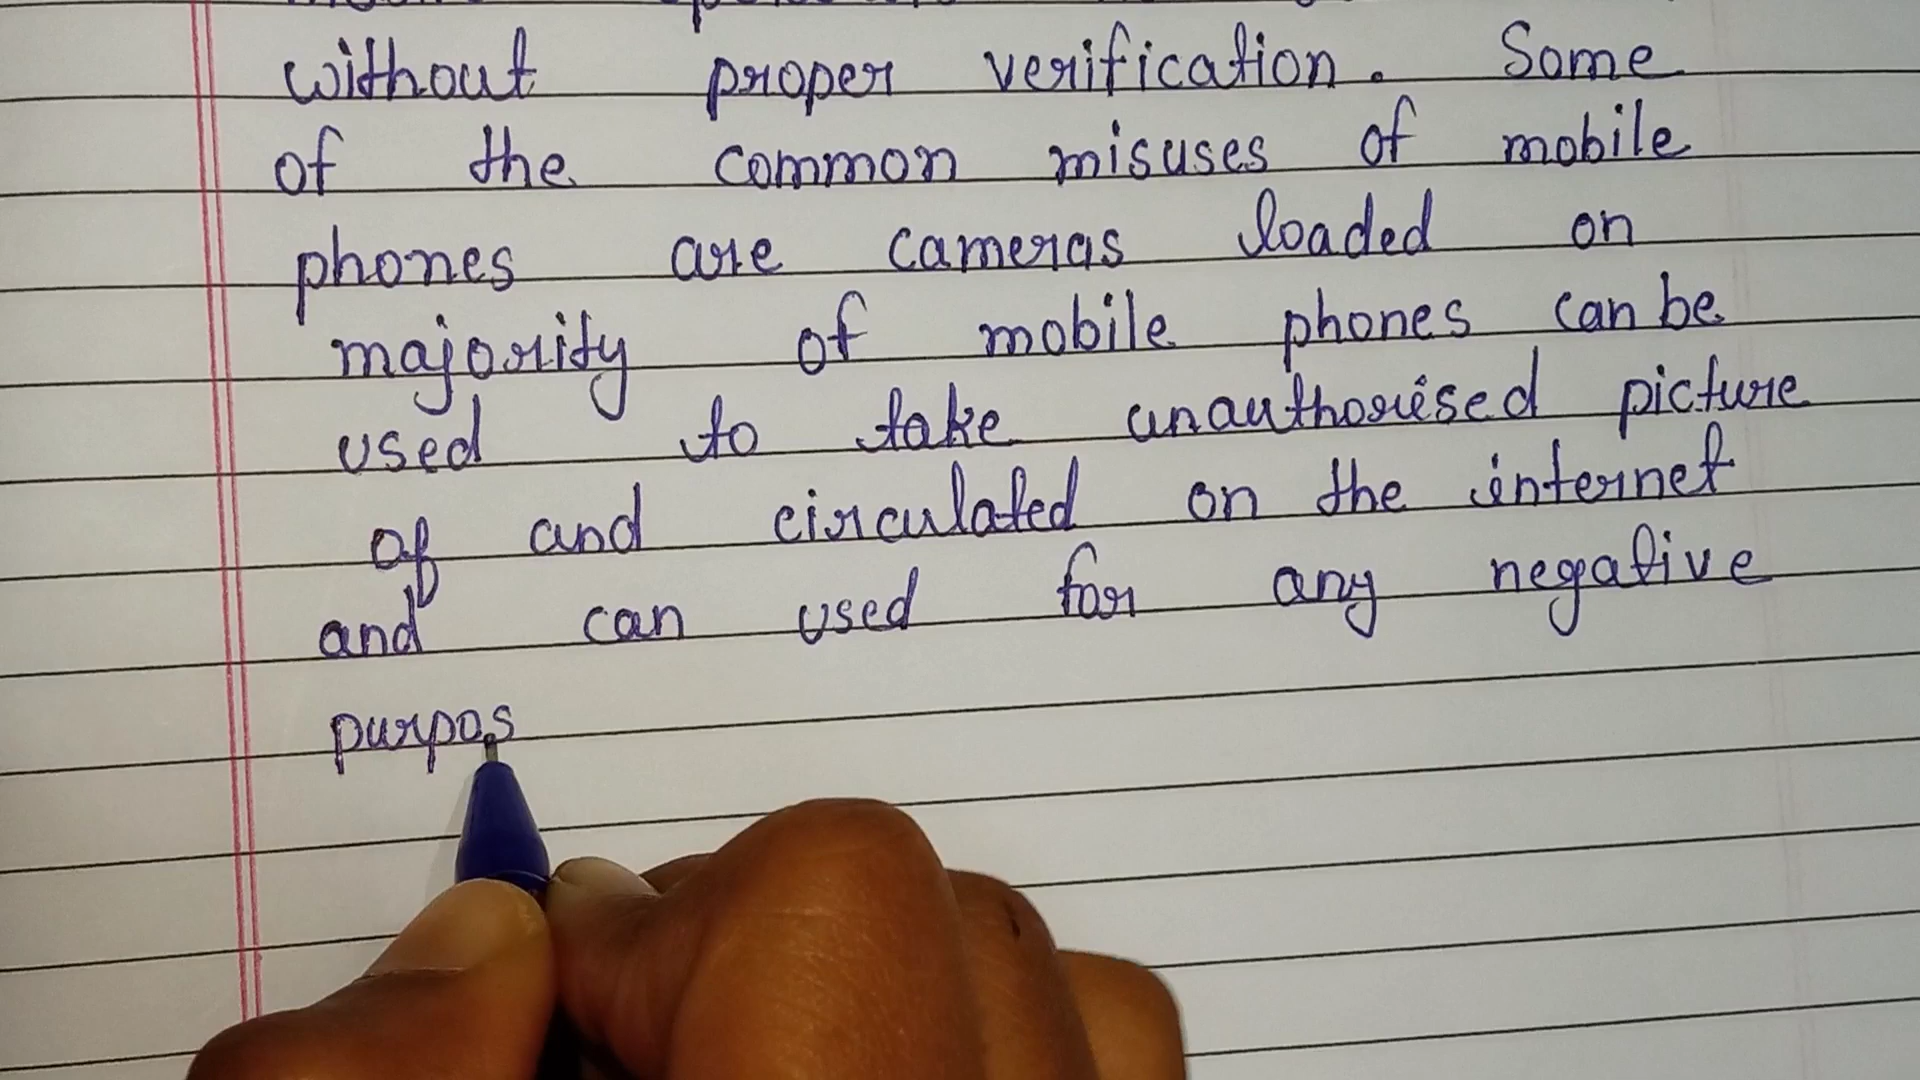 without proper verification. Some
of the common misuses of mobile
phones are cameras loaded on
majority of mobile phones can be
used to take unauthorised picture
of and circulated on the internet
and can used for any negative
purpos